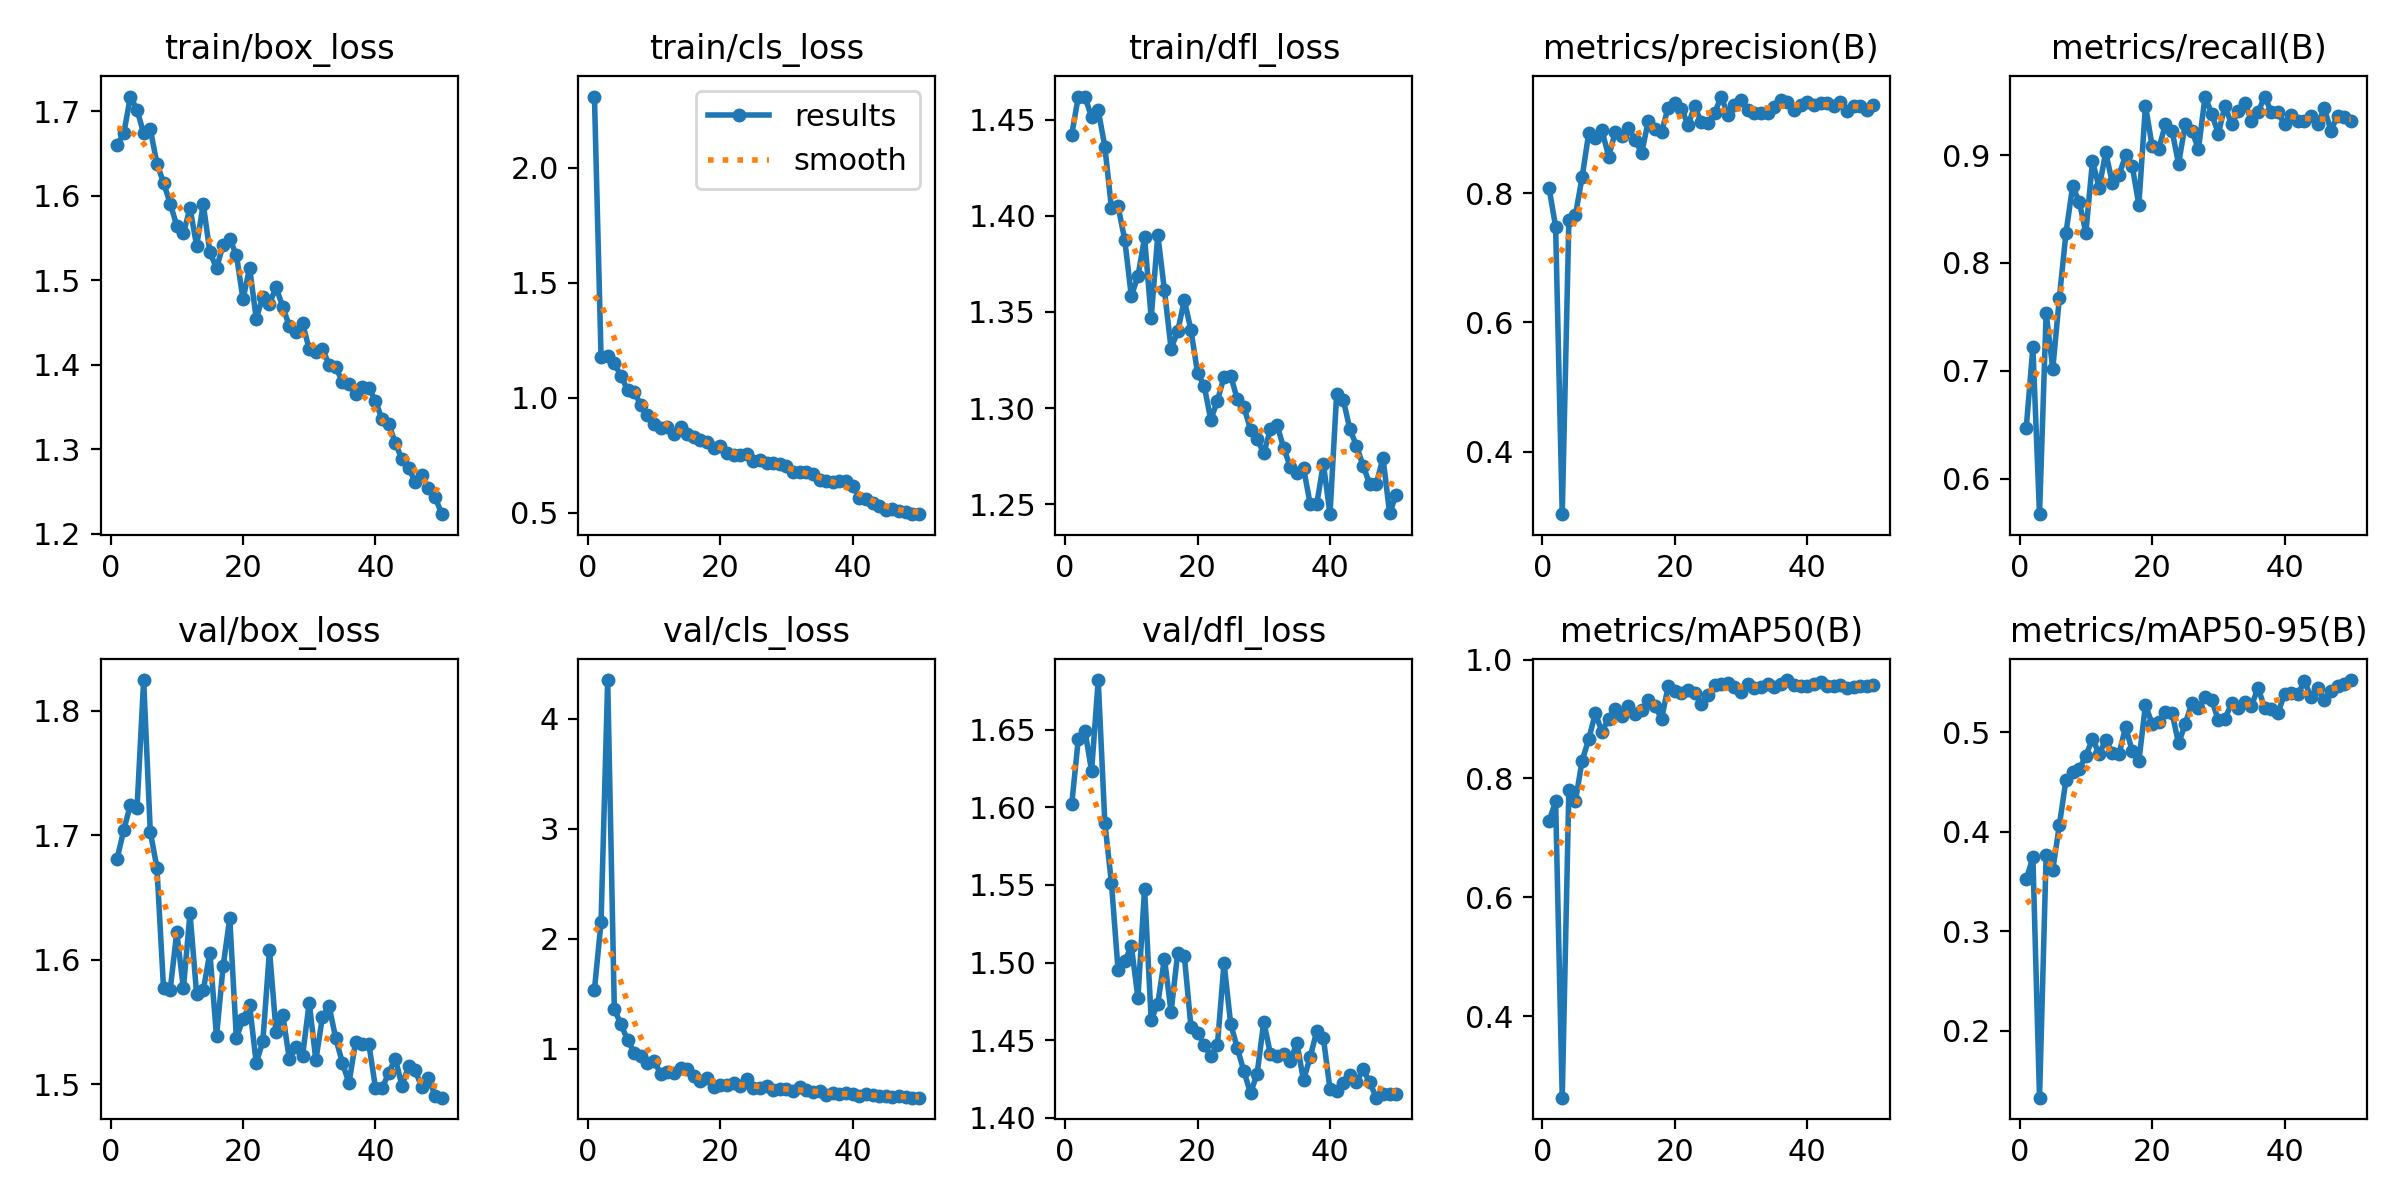 train/box_loss
1.7
1.6
1.5
1.4
1.3
1.2
0 20 40
train/cls_loss
results
smooth
2.0
1.5
1.0
0.5
0 20 40
train/dfl_loss
1.45
1.40
1.35
1.30
1.25
0 20 40
metrics/precision(B)
0.8
0.6
0.4
0 20 40
metrics/recall(B)
0.9
0.8
0.7
0.6
0 20 40
val/box_loss
1.8
1.7
1.6
1.5
0 20 40
val/cls_loss
4
3
2
1
0 20 40
val/dfl_loss
1.65
1.60
1.55
1.50
1.45
1.40
0 20 40
metrics/mAP50(B)
1.0
0.8
0.6
0.4
0 20 40
metrics/mAP50-95(B)
0.5
0.4
0.3
0.2
0 20 40